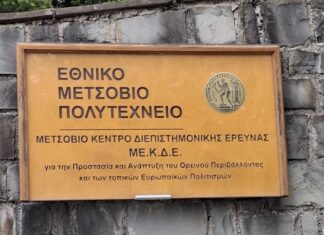 ΕΘΝΙΚΟ
ΜΕΤΣΟΒΙΟ
ΠΟΛΥΤΕΧΝΕΙΟ
ΜΕΤΣΟΒΙΟ ΚΕΝΤΡΟ ΔΙΕΠΙΣΤΗΜΟΝΙΚΗΣ ΕΡΕΥΝΑΣ
ΜΕ.Κ.Δ.Ε.
για την Προστασία και Ανάπτυξη του Ορεινού Περιβάλλοντος
και των τοπικών Ευρωπαϊκών Πολιτισμών